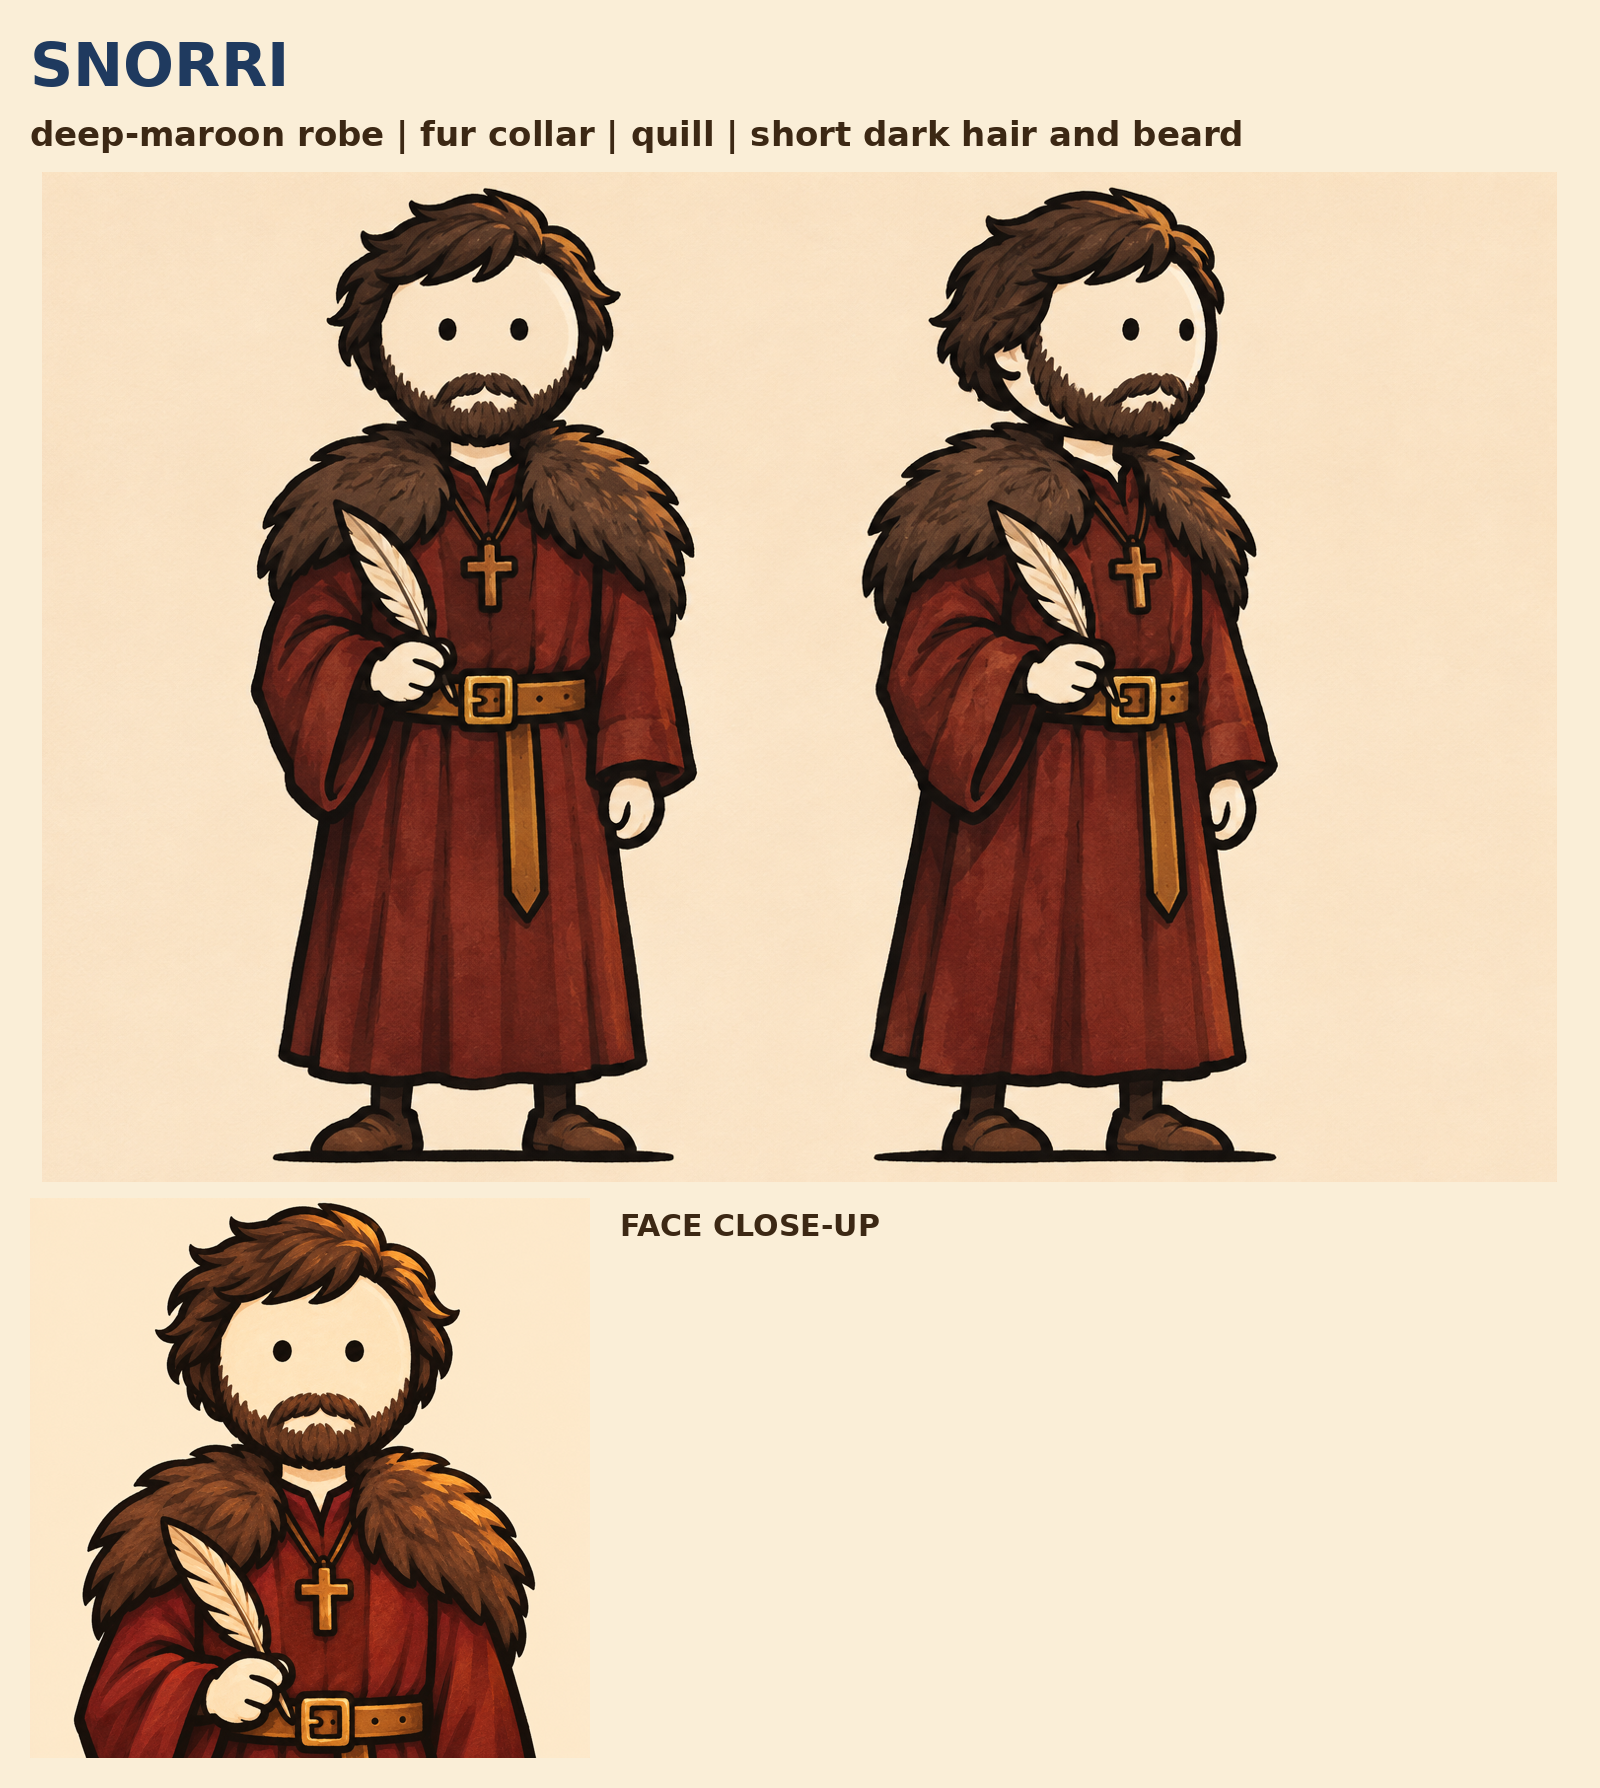 SNORRI
deep-maroon robe | fur collar | quill | short dark hair and beard
FACE CLOSE-UP